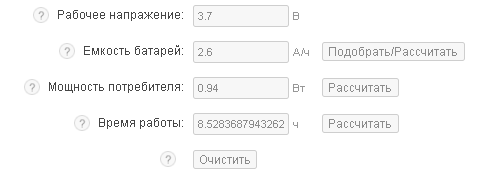 ? Рабочее напряжение: 3.7 В
? Емкость батарей: 2.6 А/ч Подобрать/Рассчитать
? Мощность потребителя: 0.94 Вт Рассчитать
? Время работы: 8.5283687943262 ч Рассчитать
? Очистить